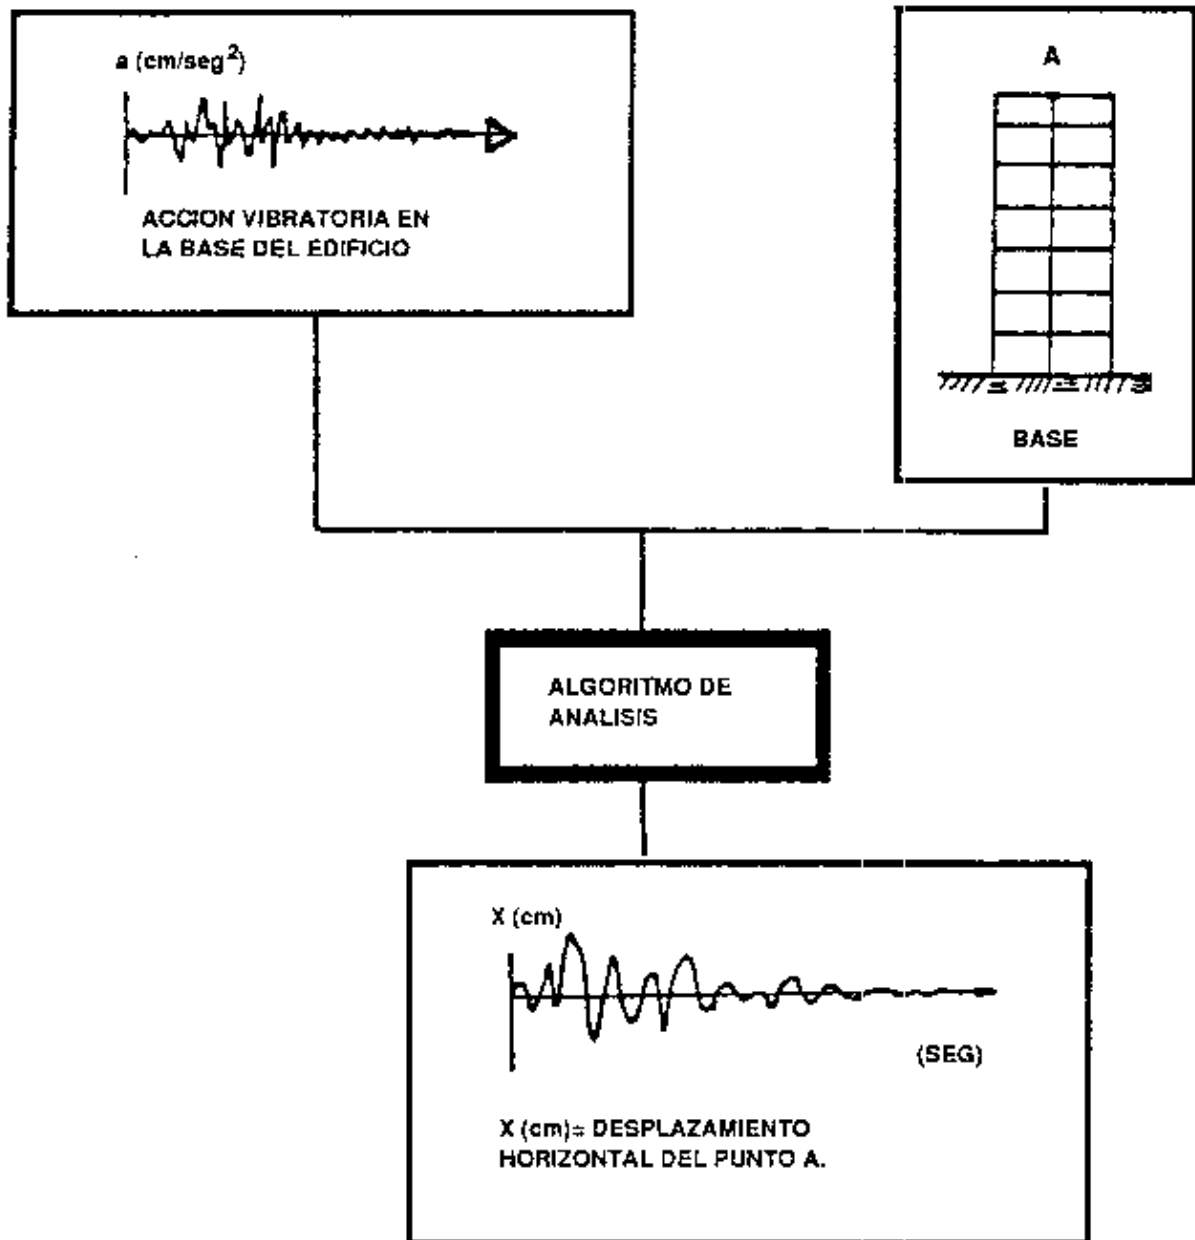 a (cm/seg²)
ACCION VIBRATORIA EN
LA BASE DEL EDIFICIO
A
BASE
ALGORITMO DE
ANALISIS
X (cm)
(SEG)
X (cm)= DESPLAZAMIENTO
HORIZONTAL DEL PUNTO A.